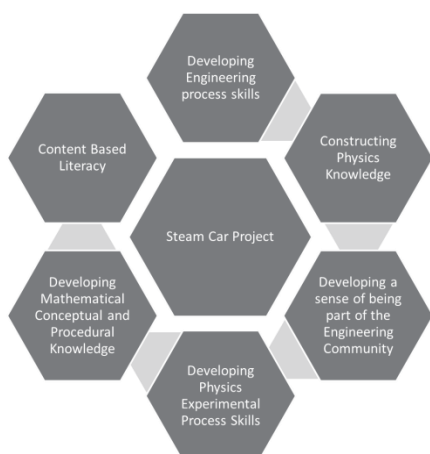 Developing
Engineering
process skills
Constructing
Physics
Knowledge
Content Based
Literacy
Steam Car Project
Developing a
sense of being
part of the
Engineering
Community
Developing
Mathematical
Conceptual and
Procedural
Knowledge
Developing
Physics
Experimental
Process Skills